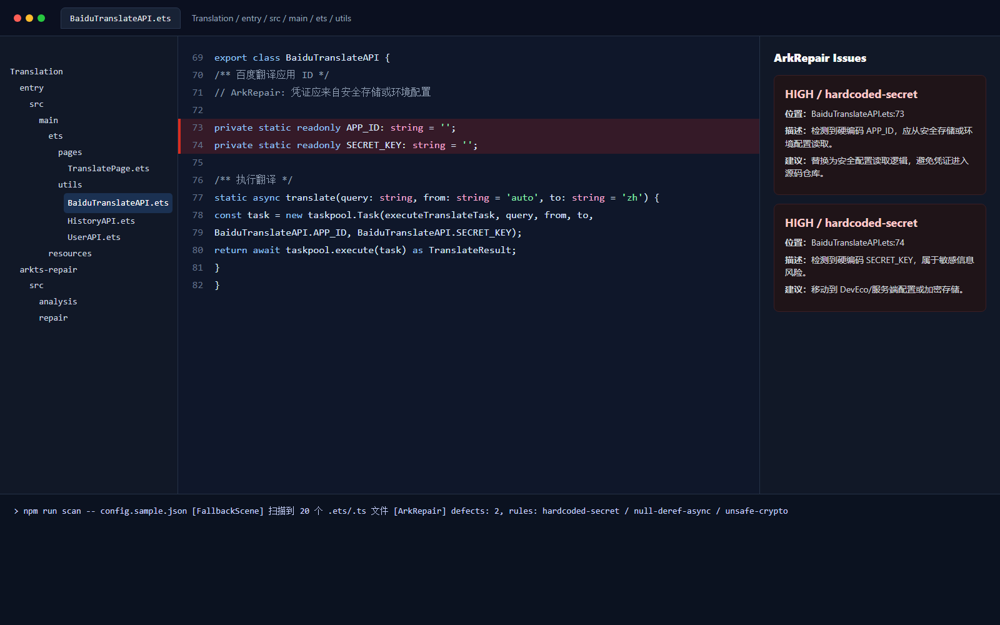 BaiduTranslateAPI.ets
Translation / entry / src / main / ets / utils
Translation
entry
src
main
ets
pages
TranslatePage.ets
utils
BaiduTranslateAPI.ets
HistoryAPI.ets
UserAPI.ets
resources
arkts-repair
src
analysis
repair
69 export class BaiduTranslateAPI {
70 /** 百度翻译应用 ID */
71 // ArkRepair: 凭证应来自安全存储或环境配置
72
73 private static readonly APP_ID: string = '';
74 private static readonly SECRET_KEY: string = '';
75
76 /** 执行翻译 */
77 static async translate(query: string, from: string = 'auto', to: string = 'zh') {
78 const task = new taskpool.Task(executeTranslateTask, query, from, to,
79 BaiduTranslateAPI.APP_ID, BaiduTranslateAPI.SECRET_KEY);
80 return await taskpool.execute(task) as TranslateResult;
81 }
82 }
ArkRepair Issues
HIGH / hardcoded-secret
位置：BaiduTranslateAPI.ets:73
描述：检测到硬编码 APP_ID，应从安全存储或环
境配置读取。
建议：替换为安全配置读取逻辑，避免凭证进入
源码仓库。
HIGH / hardcoded-secret
位置：BaiduTranslateAPI.ets:74
描述：检测到硬编码 SECRET_KEY，属于敏感信息
风险。
建议：移动到 DevEco/服务端配置或加密存储。
> npm run scan -- config.sample.json [FallbackScene] 扫描到 20 个 .ets/.ts 文件 [ArkRepair] defects: 2, rules: hardcoded-secret / null-deref-async / unsafe-crypto